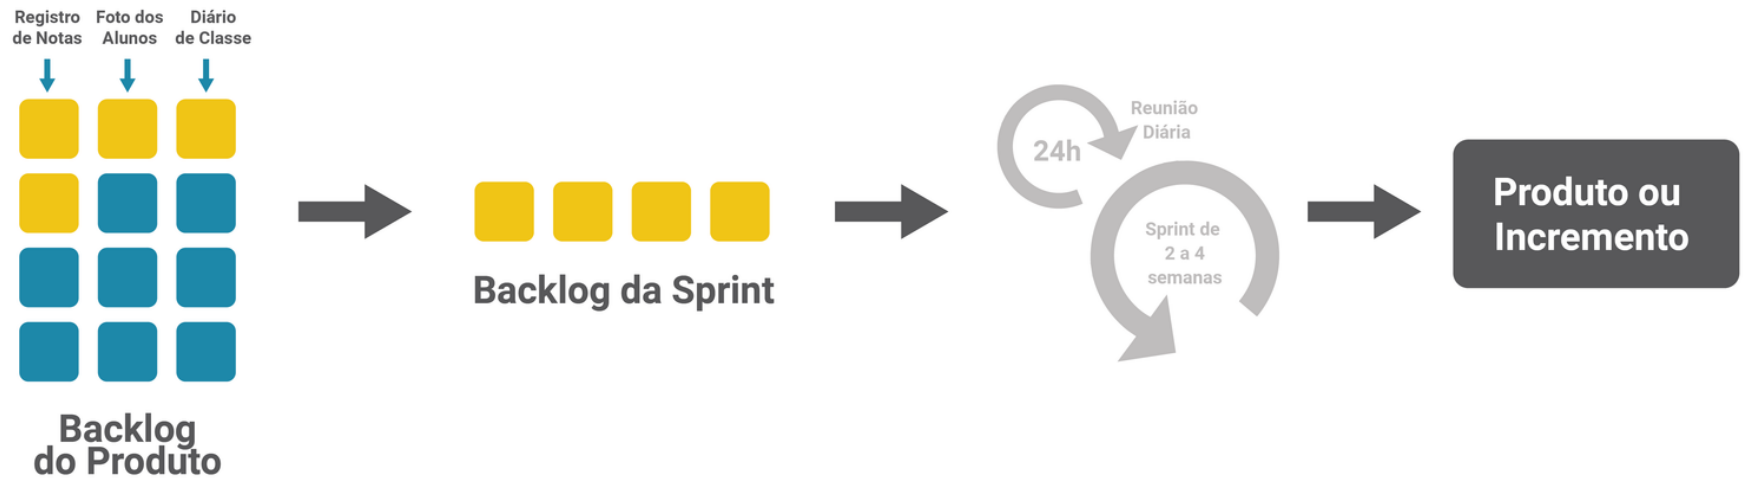 Registro
de Notas
Foto dos
Alunos
Diário
de Classe
Backlog
do Produto
Backlog da Sprint
24h
Reunião
Diária
Sprint de
2 a 4
semanas
Produto ou
Incremento